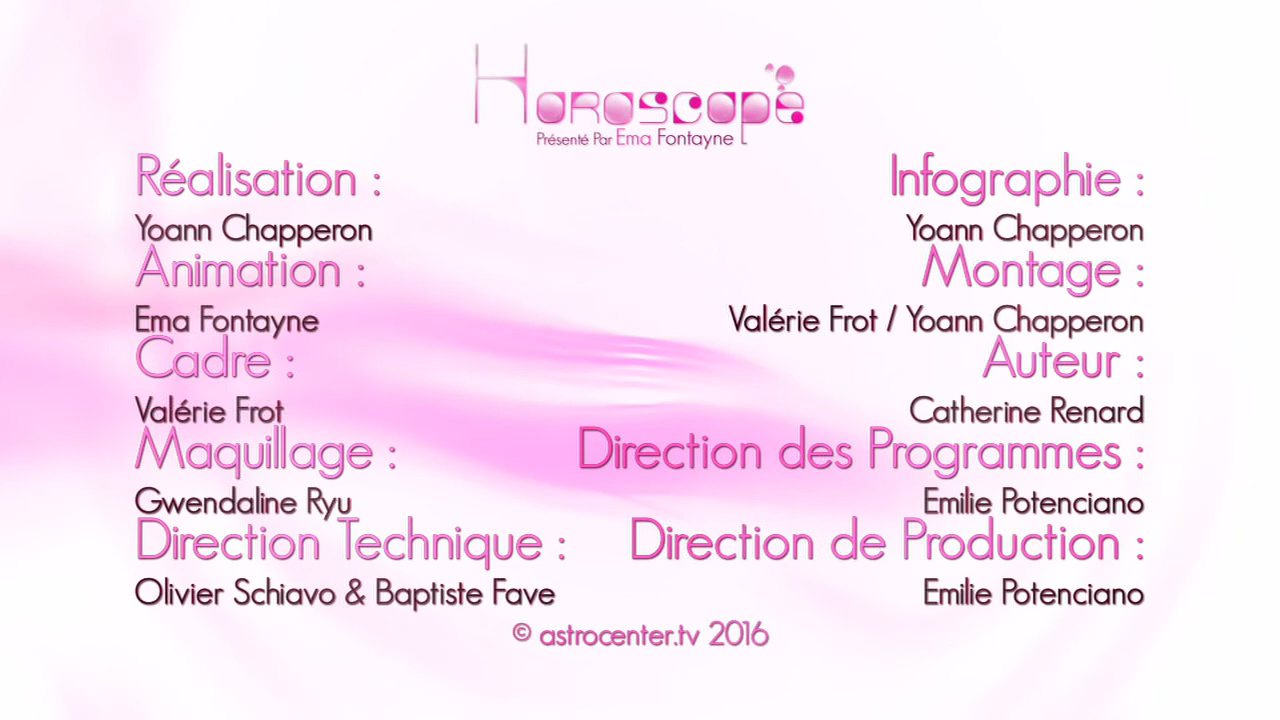 Horoscope
Présenté Par Ema Fontayne
Réalisation :
Yoann Chapperon
Animation :
Ema Fontayne
Cadre :
Valérie Frot
Maquillage :
Gwendaline Ryu
Direction Technique :
Olivier Schiavo & Baptiste Fave
Infographie :
Yoann Chapperon
Montage :
Valérie Frot / Yoann Chapperon
Auteur :
Catherine Renard
Direction des Programmes :
Emilie Potenciano
Direction de Production :
Emilie Potenciano
© astrocenter.tv 2016